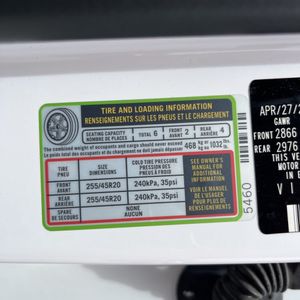 TIRE AND LOADING INFORMATION
RENSEIGNEMENTS SUR LES PNEUS ET LE CHARGEMENT
SEATING CAPACITY
NOMBRE DE PLACES
TOTAL 6
FRONT
AVANT 2
REAR
ARRIÈRE 4
The combined weight of occupants and cargo should never exceed
Le poids total des occupants et du chargement ne doit jamais dépasser
468 kg or
kg ou 1032 lb.
TIRE
PNEU
SIZE
DIMENSIONS
COLD TIRE PRESSURE
PRESSION DES
PNEUS À FROID
FRONT
AVANT
255/45R20
240kPa, 35psi
REAR
ARRIÈRE
255/45R20
240kPa, 35psi
SPARE
DE SECOURS
NONE
AUCUN
SEE OWNER'S
MANUAL FOR
ADDITIONAL
INFORMATION
VOIR LE MANUEL
DE L'USAGER
POUR PLUS DE
RENSEIGNEMENTS
5460
APR/27/2
GAWR
FRONT 2866
REAR 2976
THIS VE
MOTOR
IN E
VI